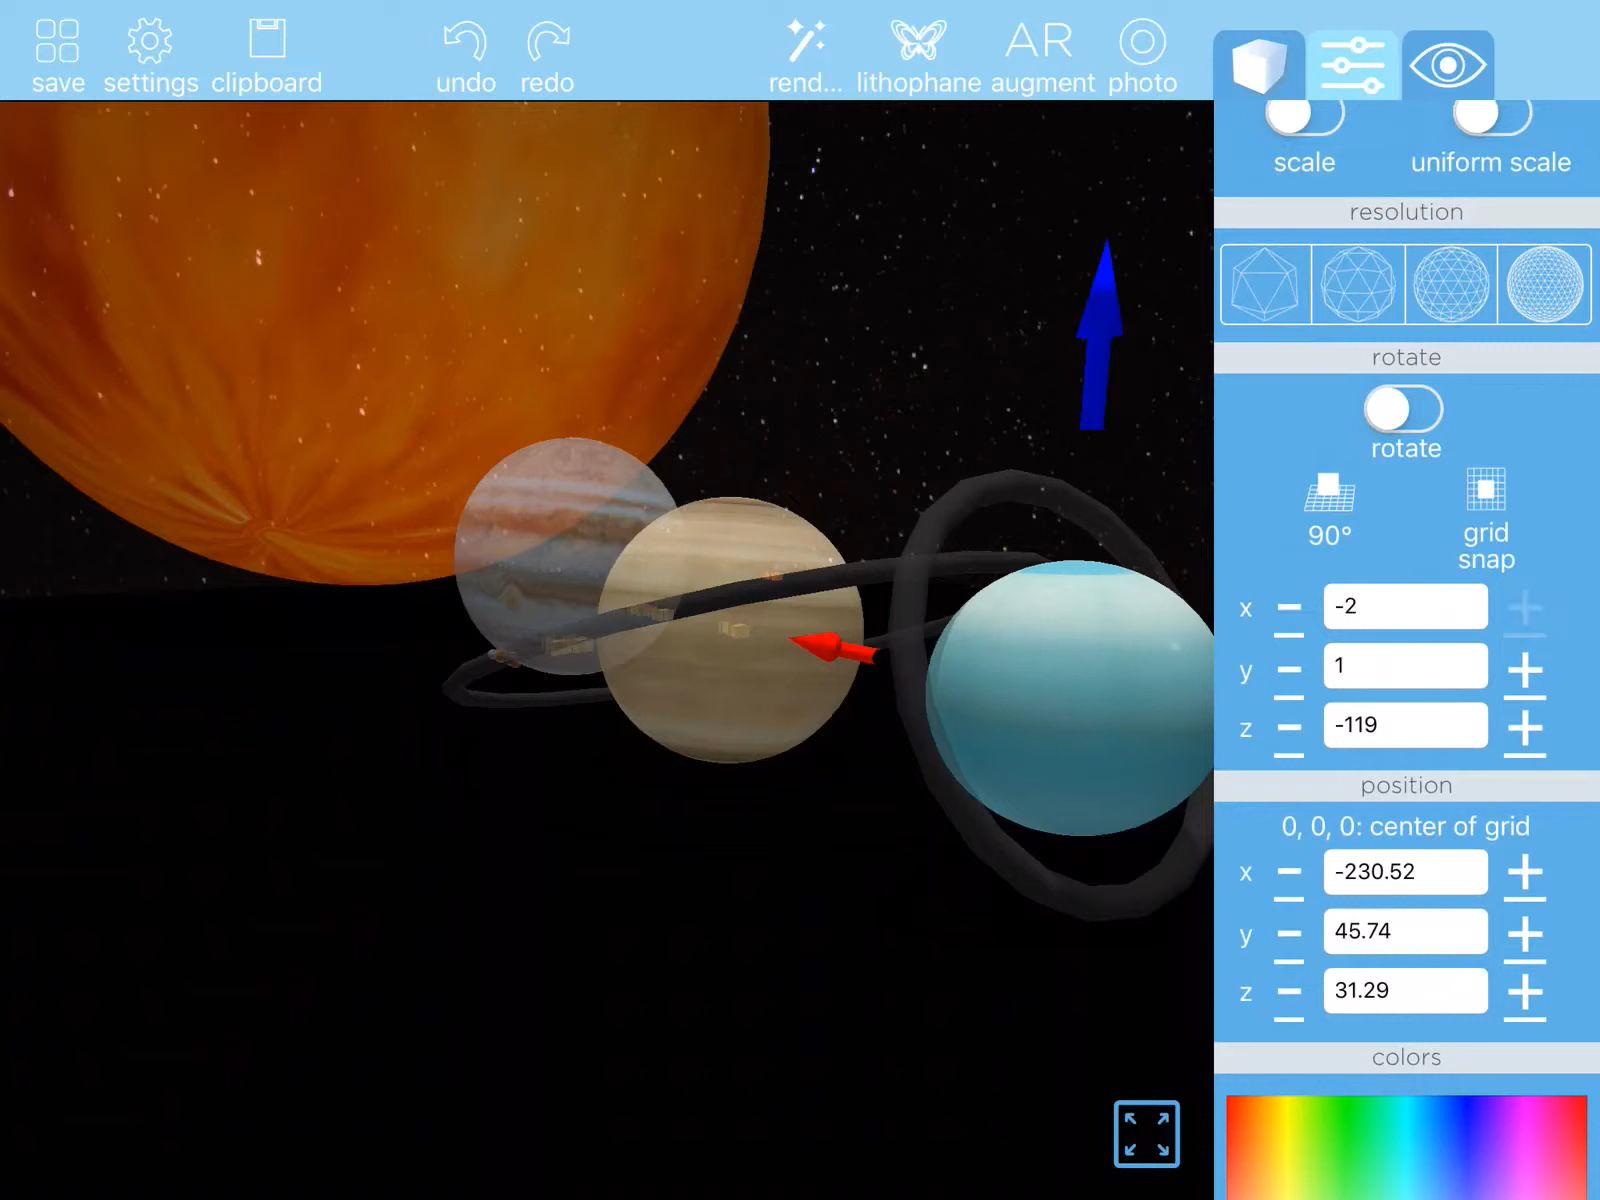 save settings clipboard undo redo rend... lithophane AR augment photo
scale uniform scale
resolution
rotate
rotate
90° grid
snap
x -2
y 1
z -119
position
0, 0, 0: center of grid
x -230.52
y 45.74
z 31.29
colors